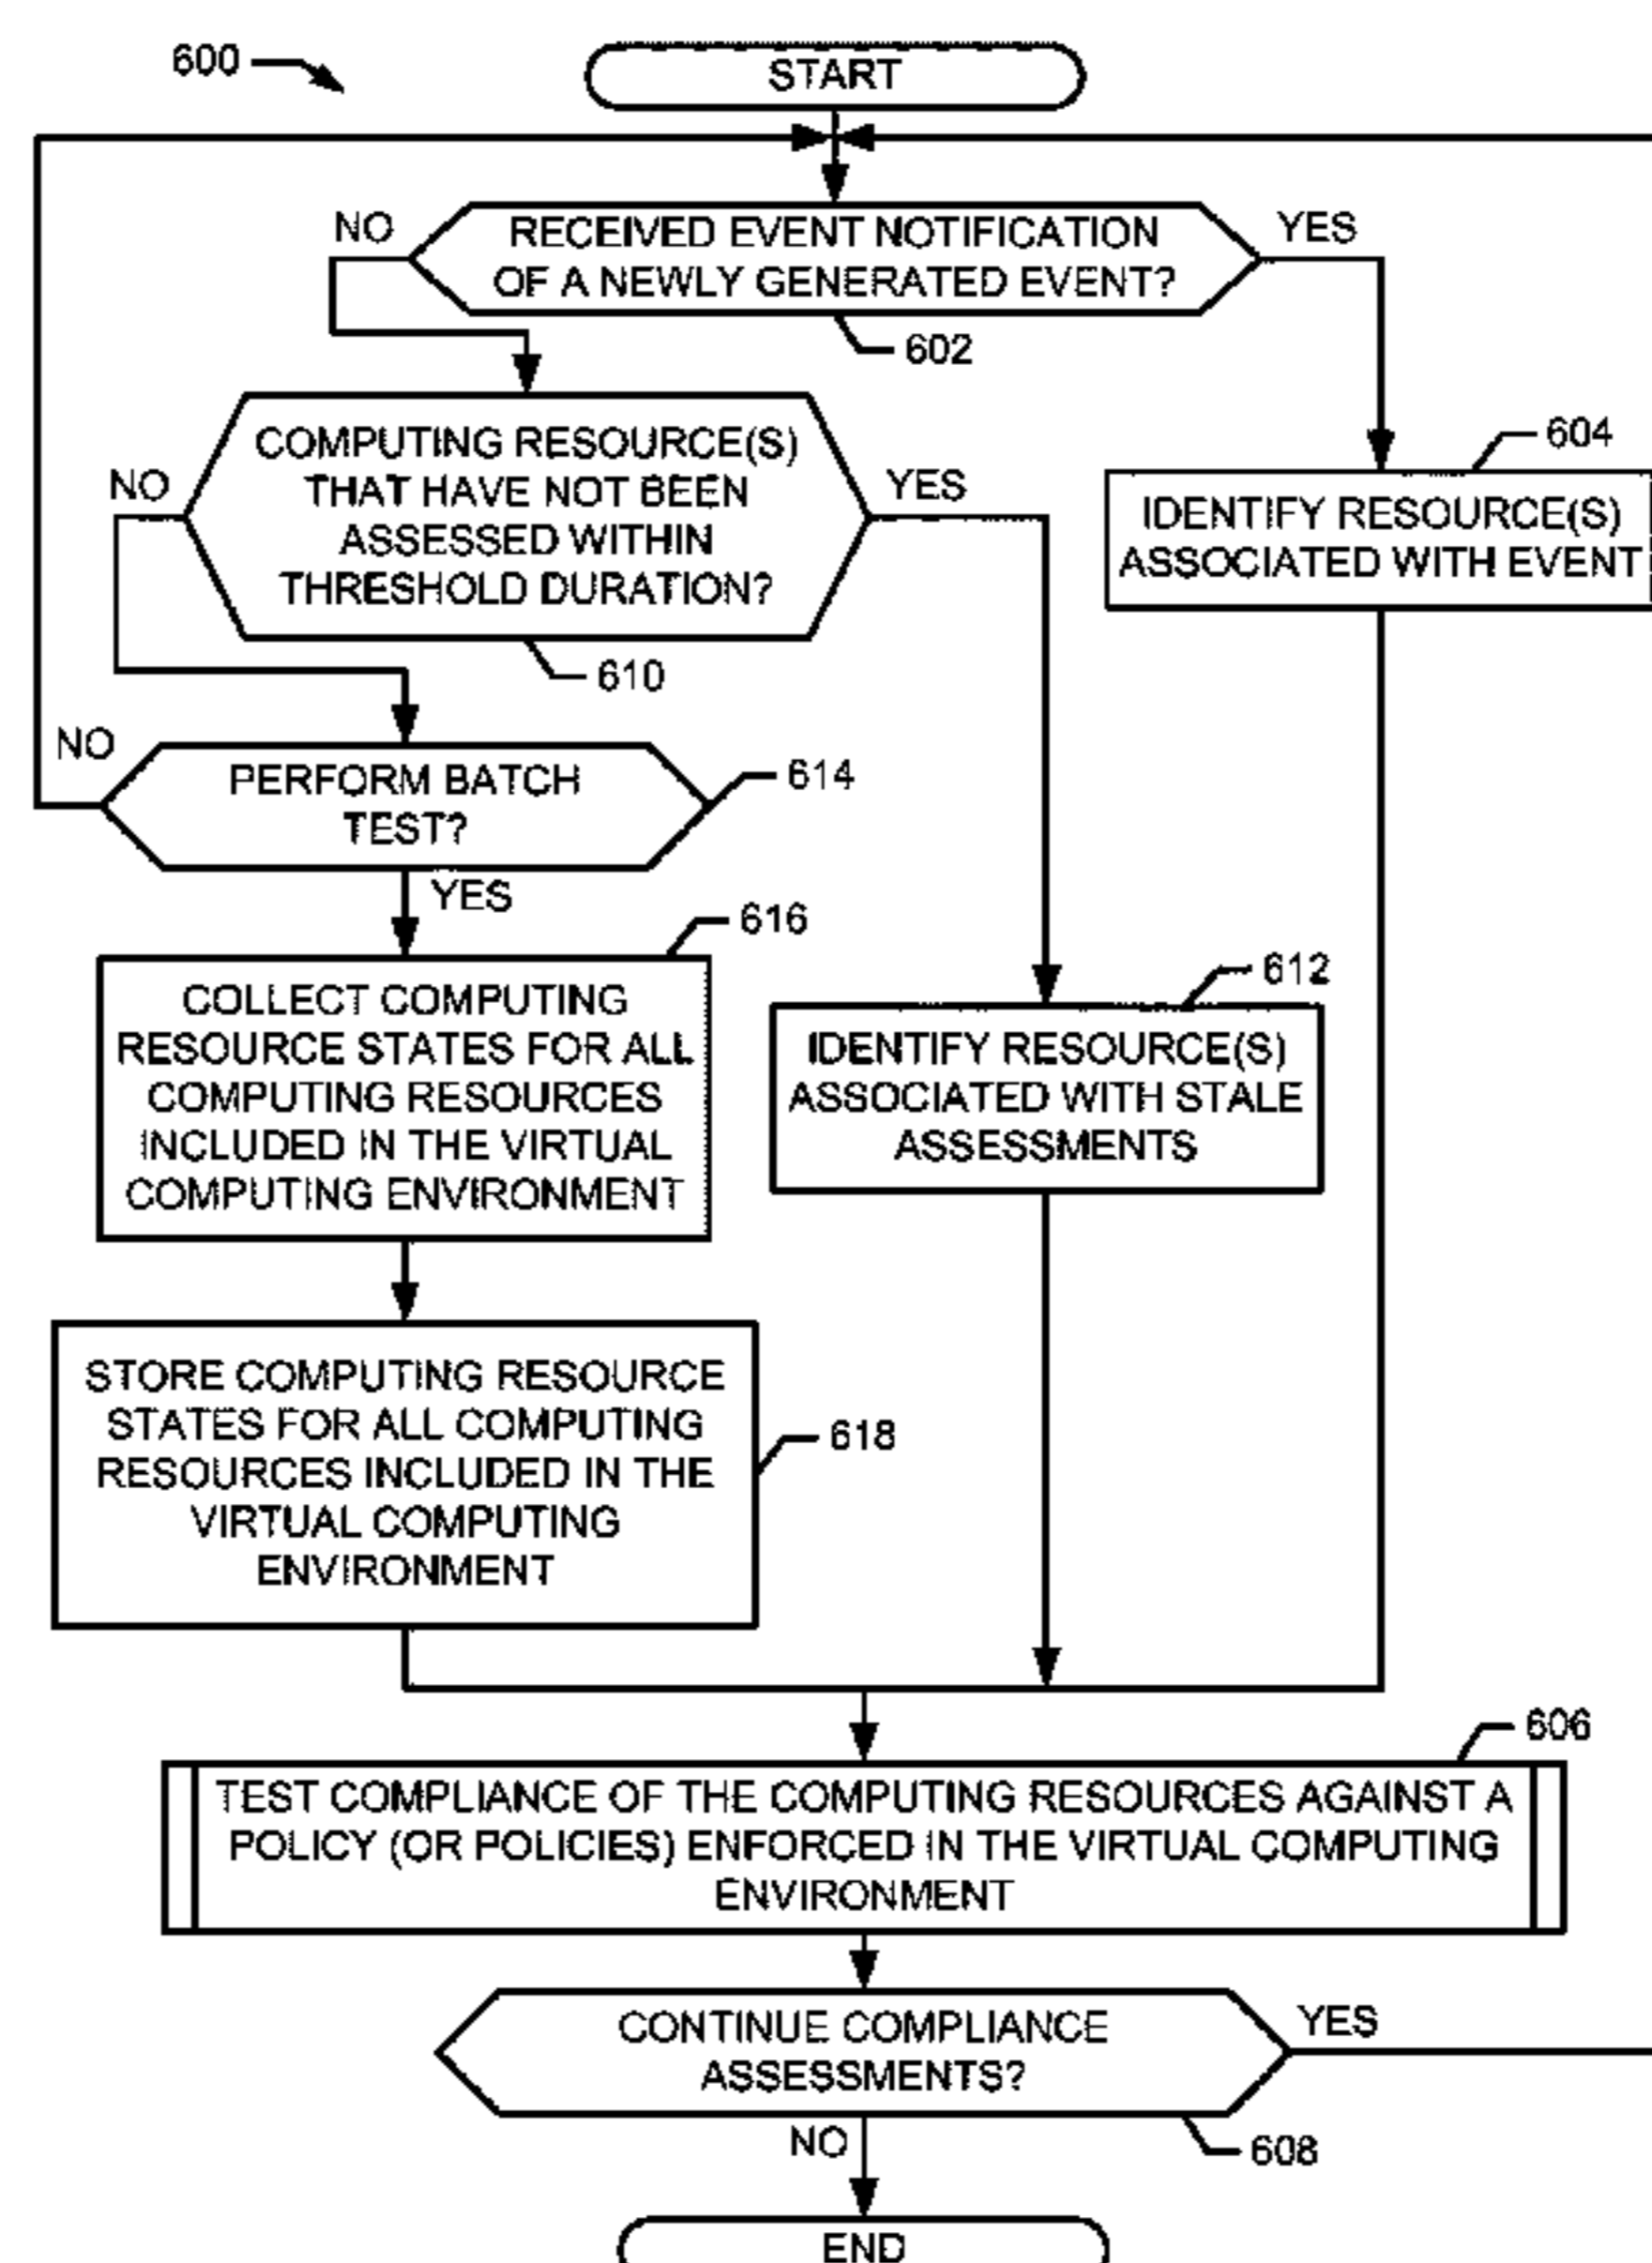 600
START
NO
RECEIVED EVENT NOTIFICATION
OF A NEWLY GENERATED EVENT?
YES
602
COMPUTING RESOURCE(S)
THAT HAVE NOT BEEN
ASSESSED WITHIN
THRESHOLD DURATION?
NO
YES
610
604
IDENTIFY RESOURCE(S)
ASSOCIATED WITH EVENT
NO
PERFORM BATCH
TEST?
614
YES
616
COLLECT COMPUTING
RESOURCE STATES FOR ALL
COMPUTING RESOURCES
INCLUDED IN THE VIRTUAL
COMPUTING ENVIRONMENT
612
IDENTIFY RESOURCE(S)
ASSOCIATED WITH STALE
ASSESSMENTS
STORE COMPUTING RESOURCE
STATES FOR ALL COMPUTING
RESOURCES INCLUDED IN THE
VIRTUAL COMPUTING
ENVIRONMENT
618
606
TEST COMPLIANCE OF THE COMPUTING RESOURCES AGAINST A
POLICY (OR POLICIES) ENFORCED IN THE VIRTUAL COMPUTING
ENVIRONMENT
CONTINUE COMPLIANCE
ASSESSMENTS?
YES
608
NO
END